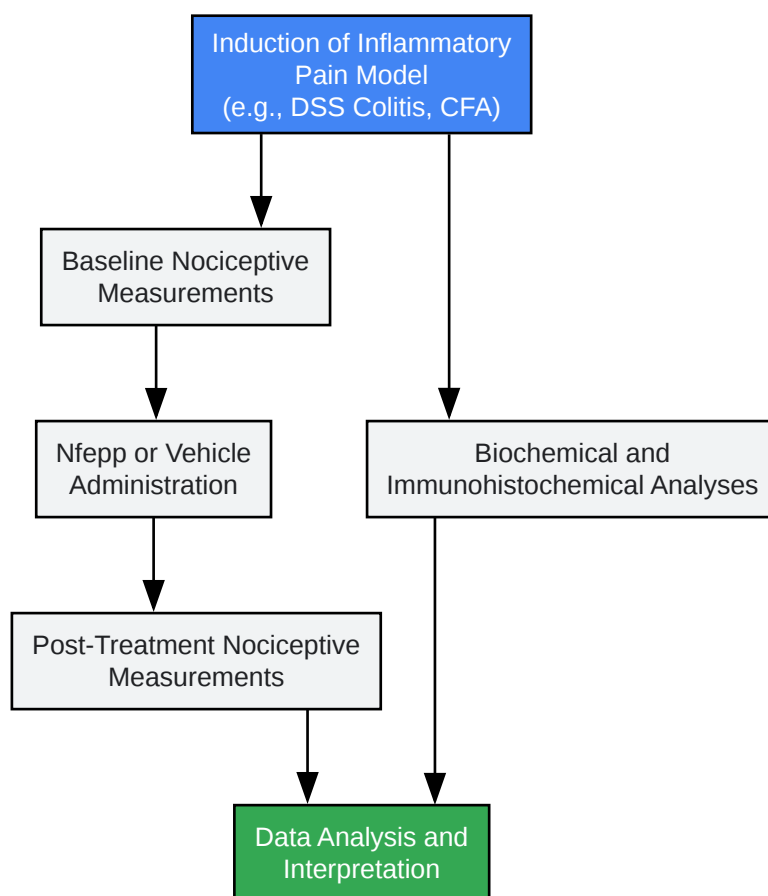 Induction of Inflammatory
Pain Model
(e.g., DSS Colitis, CFA)
Baseline Nociceptive
Measurements
Nfepp or Vehicle
Administration
Biochemical and
Immunohistochemical Analyses
Post-Treatment Nociceptive
Measurements
Data Analysis and
Interpretation